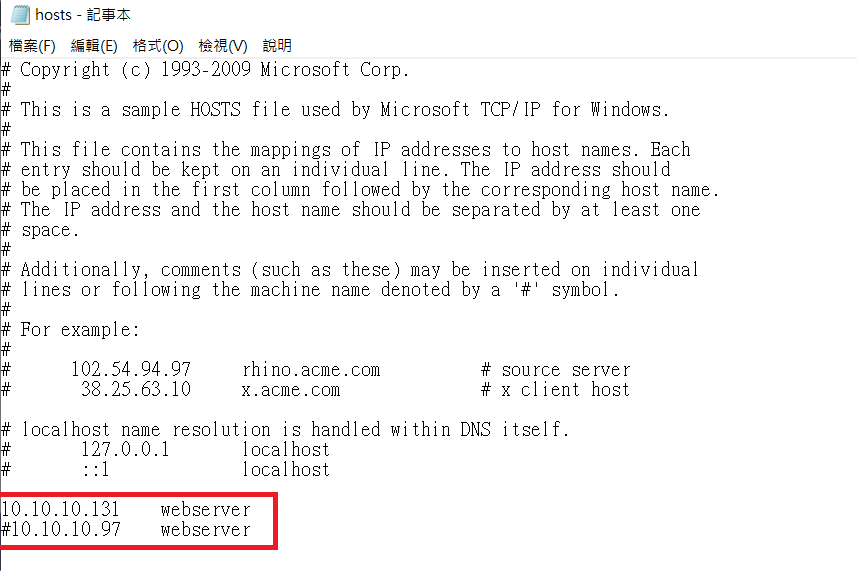 hosts - 記事本
檔案(F) 編輯(E) 格式(O) 檢視(V) 說明
# Copyright (c) 1993-2009 Microsoft Corp.
#
# This is a sample HOSTS file used by Microsoft TCP/IP for Windows.
#
# This file contains the mappings of IP addresses to host names. Each
# entry should be kept on an individual line. The IP address should
# be placed in the first column followed by the corresponding host name.
# The IP address and the host name should be separated by at least one
# space.
#
# Additionally, comments (such as these) may be inserted on individual
# lines or following the machine name denoted by a '#' symbol.
#
# For example:
#
#      102.54.94.97     rhino.acme.com          # source server
#       38.25.63.10     x.acme.com              # x client host

# localhost name resolution is handled within DNS itself.
#       127.0.0.1       localhost
#       ::1             localhost

10.10.10.131    webserver
#10.10.10.97    webserver